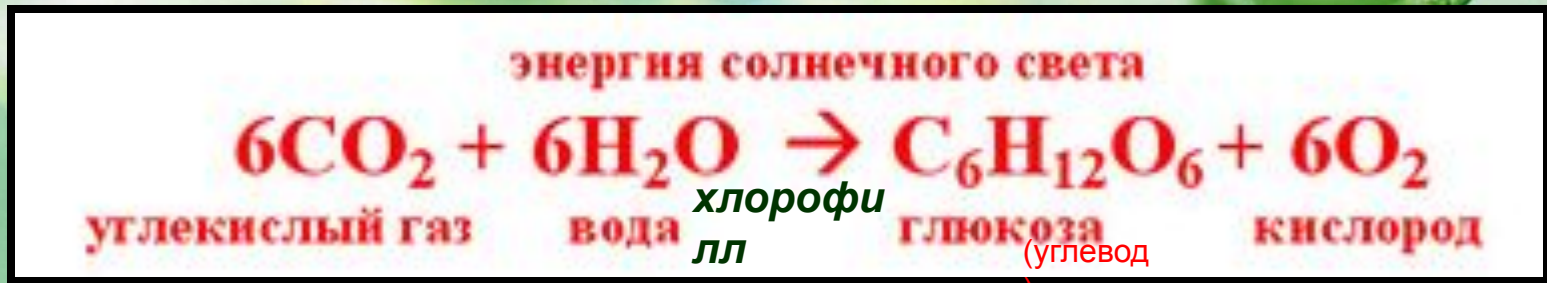 энергия солнечного света
6CO₂ + 6H₂O → C₆H₁₂O₆ + 6O₂
углекислый газ вода хлорофи глюкоза кислород
лл (углевод
)